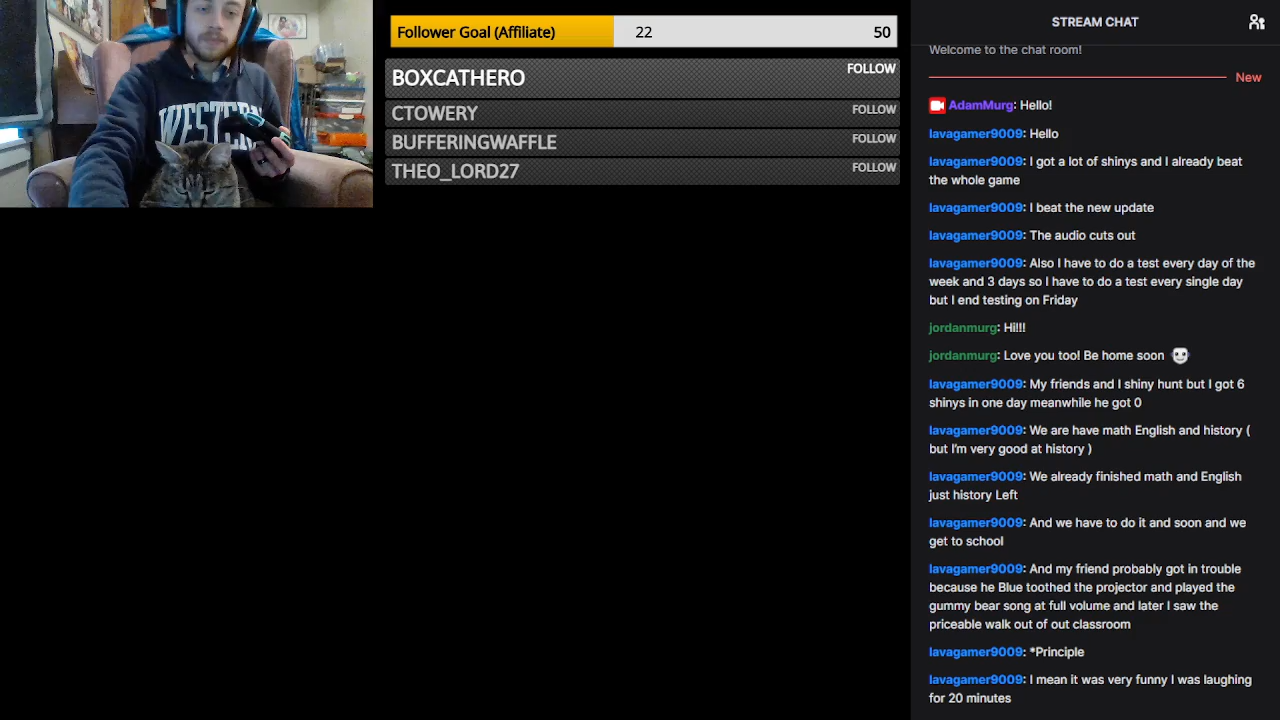 WESTERN
Follower Goal (Affiliate) 22 50
BOXCATHERO FOLLOW
CTOWERY FOLLOW
BUFFERINGWAFFLE FOLLOW
THEO_LORD27 FOLLOW
STREAM CHAT
Welcome to the chat room!
New
AdamMurg: Hello!
lavagamer9009: Hello
lavagamer9009: I got a lot of shinys and I already beat
the whole game
lavagamer9009: I beat the new update
lavagamer9009: The audio cuts out
lavagamer9009: Also I have to do a test every day of the
week and 3 days so I have to do a test every single day
but I end testing on Friday
jordanmurg: Hi!!!
jordanmurg: Love you too! Be home soon
lavagamer9009: My friends and I shiny hunt but I got 6
shinys in one day meanwhile he got 0
lavagamer9009: We are have math English and history (
but I'm very good at history )
lavagamer9009: We already finished math and English
just history Left
lavagamer9009: And we have to do it and soon and we
get to school
lavagamer9009: And my friend probably got in trouble
because he Blue toothed the projector and played the
gummy bear song at full volume and later I saw the
priceable walk out of out classroom
lavagamer9009: *Principle
lavagamer9009: I mean it was very funny I was laughing
for 20 minutes